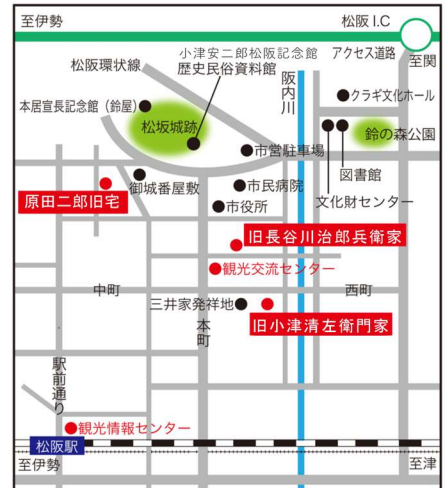 至伊勢
松阪I.C
小津安二郎松阪記念館
歴史民俗資料館
アクセス道路
至関
松阪環状線
阪内川
クラギ文化ホール
本居宣長記念館（鈴屋）
松坂城跡
鈴の森公園
市営駐車場
図書館
文化財センター
御城番屋敷
市民病院
原田二郎旧宅
市役所
旧長谷川治郎兵衛家
観光交流センター
中町
西町
三井家発祥地
本町
旧小津清左衛門家
駅前通り
観光情報センター
松阪駅
至伊勢
至津